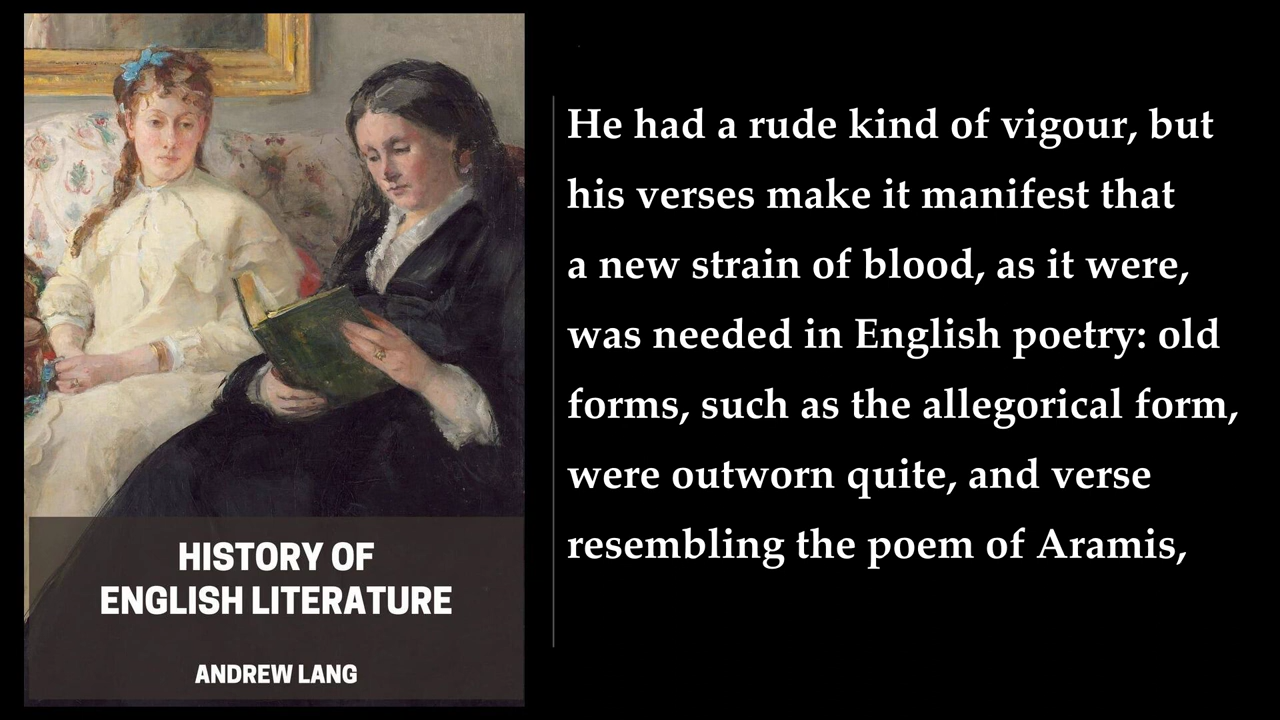 HISTORY OF
ENGLISH LITERATURE
ANDREW LANG
He had a rude kind of vigour, but
his verses make it manifest that
a new strain of blood, as it were,
was needed in English poetry: old
forms, such as the allegorical form,
were outworn quite, and verse
resembling the poem of Aramis,